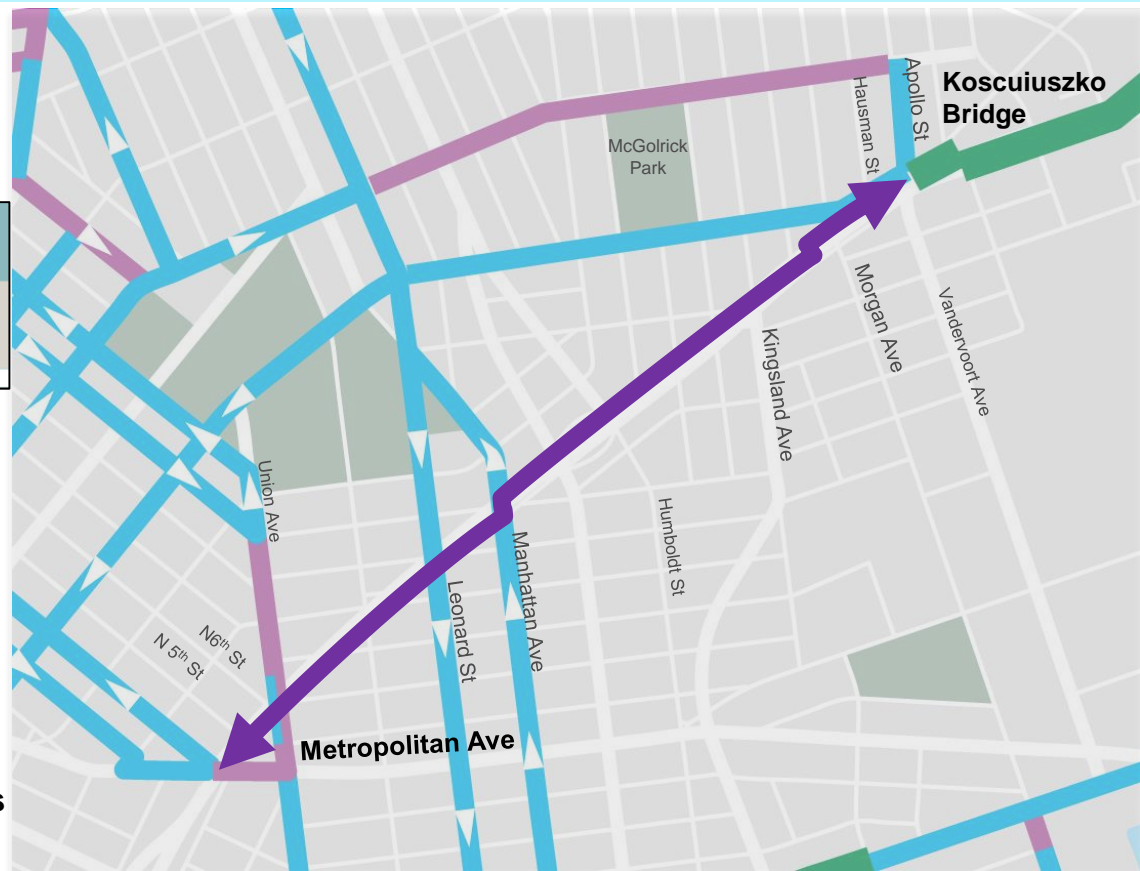 Koscuiuszko
Bridge
Apollo St
Hausman St
McGolrick
Park
Morgan Ave
Vandervoort Ave
Kingsland Ave
Union Ave
Humboldt St
Manhattan Ave
Leonard St
N6th St
N 5th St
Metropolitan Ave
s